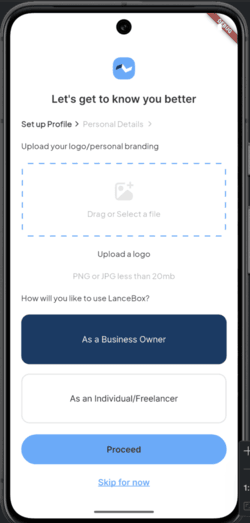 Let's get to know you better
Set up Profile > Personal Details >
Upload your logo/personal branding
Drag or Select a file
Upload a logo
PNG or JPG less than 20mb
How will you like to use LanceBox?
As a Business Owner
As an Individual/Freelancer
Proceed
Skip for now